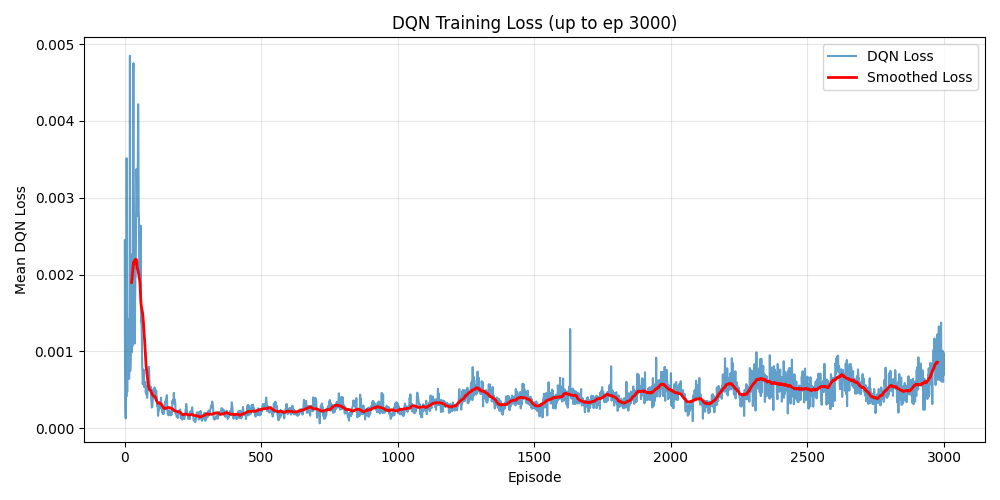 DQN Training Loss (up to ep 3000)
DQN Loss
Smoothed Loss
Mean DQN Loss
0.005
0.004
0.003
0.002
0.001
0.000
0 500 1000 1500 2000 2500 3000
Episode